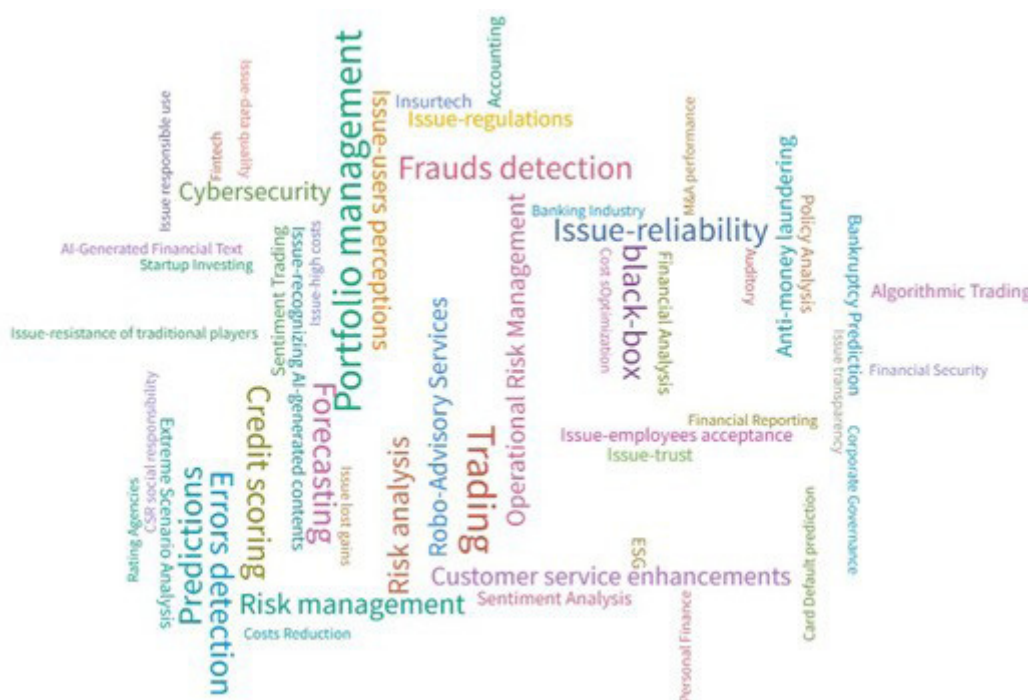 Portfolio management
Accounting
Insurtech
Issue-regulations
Issue-users perceptions
Issue-data quality
Fintech
Issue responsible use
Cybersecurity
Frauds detection
M&A performance
Anti-money laundering
Policy Analysis
Banking Industry
Issue-reliability
Bankruptcy Prediction
AI-Generated Financial Text
Startup Investing
Sentiment Trading
Issue-recognizing AI-generated contents
Issue-high costs
Operational Risk Management
Cost sOptimization
black-box
Financial Analysis
Auditory
Algorithmic Trading
Issue-resistance of traditional players
Robo-Advisory Services
Issue transparency
Financial Security
CSR social responsibility
Credit scoring
Forecasting
Financial Reporting
Extreme Scenario Analysis
Issue-employees acceptance
Corporate Governance
Trading
Risk analysis
Issue-trust
Rating Agencies
Predictions
Errors detection
Issue lost gains
Card Default prediction
ESG
Customer service enhancements
Risk management
Sentiment Analysis
Personal Finance
Costs Reduction